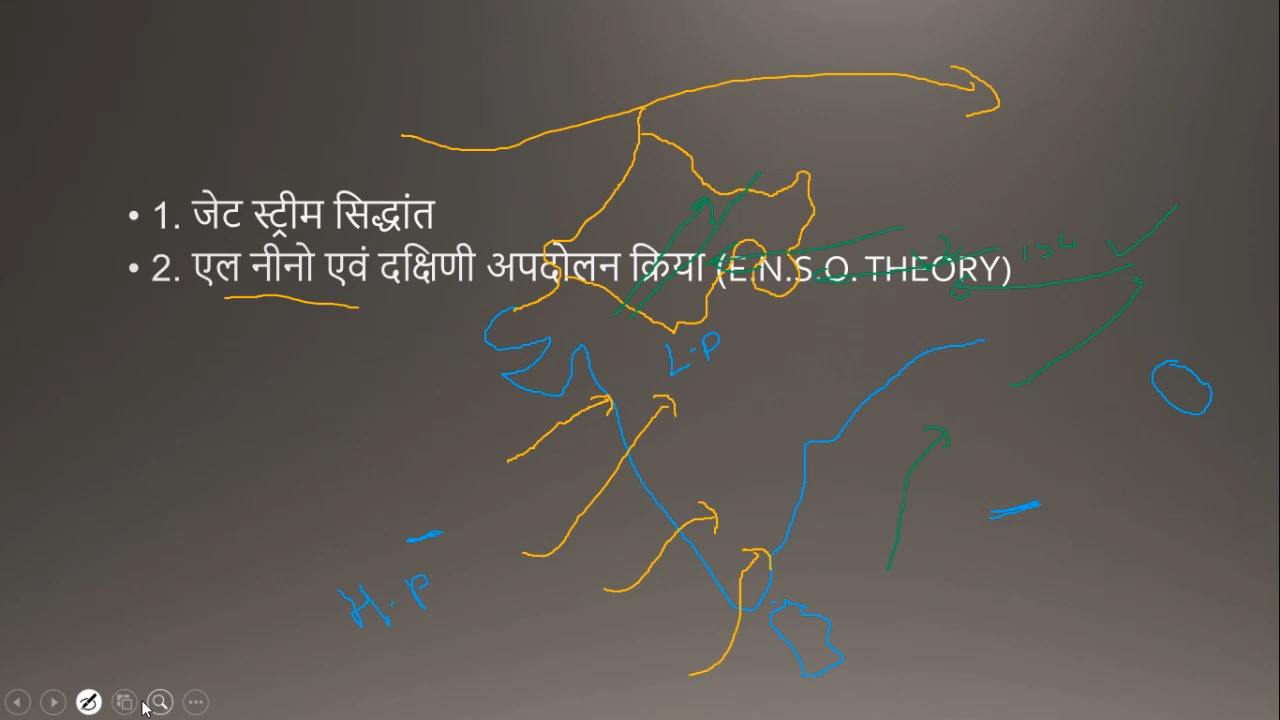 • 1. जेट स्ट्रीम सिद्धांत
• 2. एल नीनो एवं दक्षिणी अपदोलन क्रिया (E.N.S.O. THEORY)
L-P
H.P